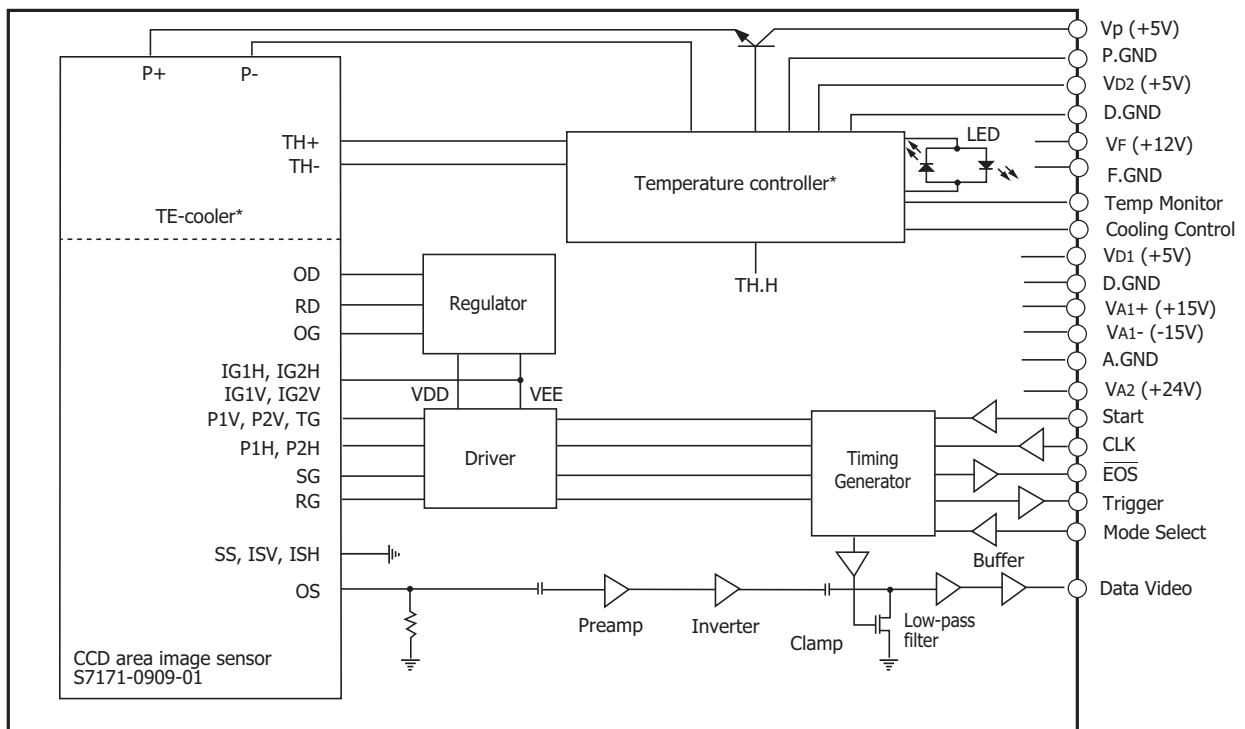 P+
P-
TH+
TH-
TE-cooler*
OD
RD
OG
IG1H, IG2H
IG1V, IG2V
P1V, P2V, TG
P1H, P2H
SG
RG
SS, ISV, ISH
OS
CCD area image sensor
S7171-0909-01
Temperature controller*
LED
TH.H
Regulator
VDD
VEE
Driver
Timing
Generator
Preamp
Inverter
Clamp
Low-pass
filter
Buffer
Vp (+5V)
P.GND
VD2 (+5V)
D.GND
VF (+12V)
F.GND
Temp Monitor
Cooling Control
VD1 (+5V)
D.GND
VA1+ (+15V)
VA1- (-15V)
A.GND
VA2 (+24V)
Start
CLK
E̅O̅S̅
Trigger
Mode Select
Data Video